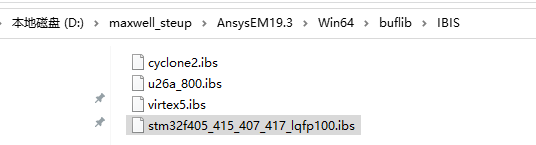 本地磁盘 (D:) > maxwell_steup > AnsysEM19.3 > Win64 > buflib > IBIS
cyclone2.ibs
u26a_800.ibs
virtex5.ibs
stm32f405_415_407_417_lqfp100.ibs